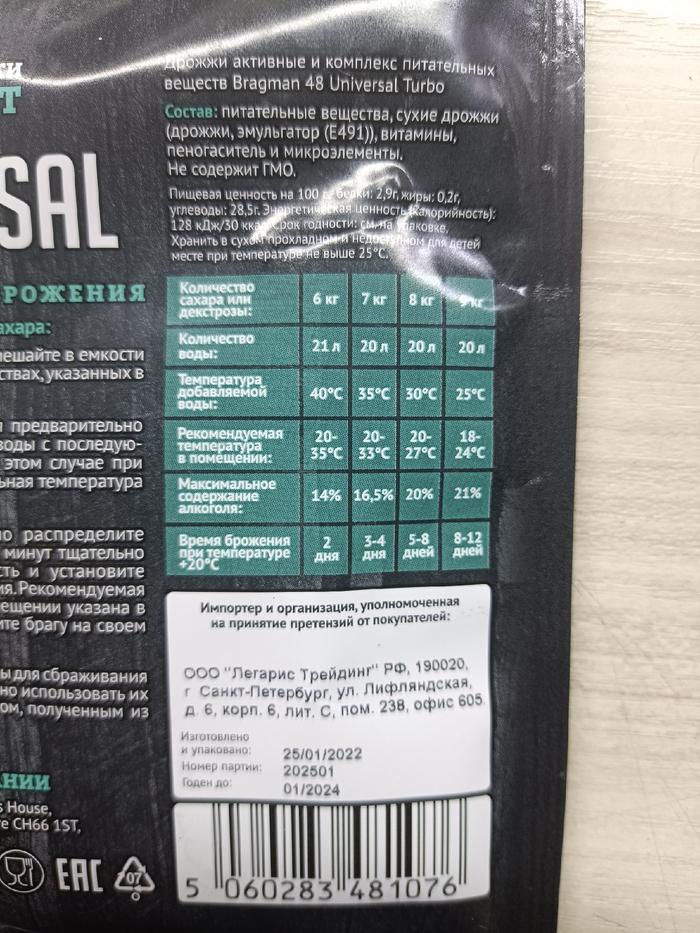 ки
Т
SAL
РОЖЕНИЯ
ахара:
мешайте в емкости
ствах, указанных в
предварительно
воды с последую-
этом случае при
ьная температура
но распределите
минут тщательно
сть и установите
ия. Рекомендуемая
ещении указана в
ите брагу на своем
ы для сбраживания
но использовать их
ом, полученным из
НИИ
s House,
re CH66 1ST,
EAC
07
Дрожжи активные и комплекс питательных
веществ Bragman 48 Universal Turbo
Состав: питательные вещества, сухие дрожжи
(дрожжи, эмульгатор (Е491)), витамины,
пеногаситель и микроэлементы.
Не содержит ГМО.
Пищевая ценность на 100 г: белки: 2,9г, жиры: 0,2г,
углеводы: 28,5г. Энергетическая ценность (калорийность):
128 кДж/30 ккал. Срок годности: см. на упаковке.
Хранить в сухом прохладном и недоступном для детей
месте при температуре не выше 25°С.
Количество сахара или декстрозы: 6 кг 7 кг 8 кг 9 кг
Количество воды: 21 л 20 л 20 л 20 л
Температура добавляемой воды: 40°С 35°С 30°С 25°С
Рекомендуемая температура в помещении: 20-35°С 20-33°С 20-27°С 18-24°С
Максимальное содержание алкоголя: 14% 16,5% 20% 21%
Время брожения при температуре +20°С 2 дня 3-4 дня 5-8 дней 8-12 дней
Импортер и организация, уполномоченная
на принятие претензий от покупателей:
ООО "Легарис Трейдинг" РФ, 190020,
г Санкт-Петербург, ул. Лифляндская,
д. 6, корп. 6, лит. С, пом. 238, офис 605.
Изготовлено
и упаковано: 25/01/2022
Номер партии: 202501
Годен до: 01/2024
5 060283 481076